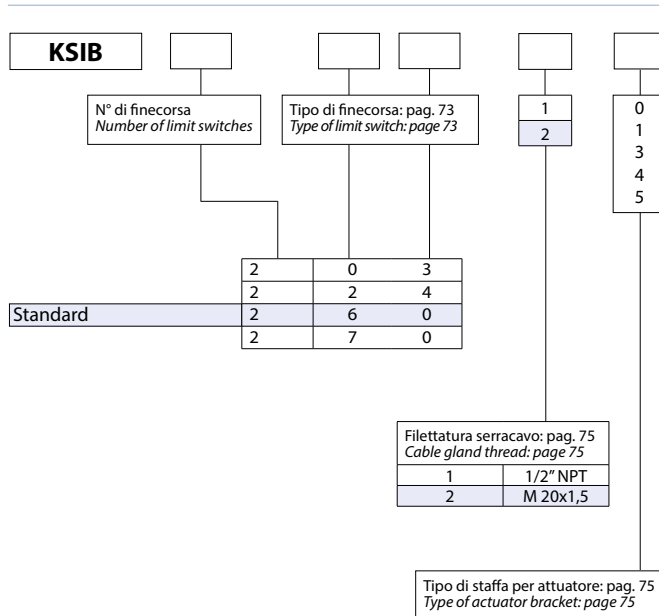 KSIB
N° di finecorsa
Number of limit switches
Tipo di finecorsa: pag. 73
Type of limit switch: page 73
1
2
0
1
3
4
5
2 0 3
2 2 4
Standard 2 6 0
2 7 0
Filettatura serracavo: pag. 75
Cable gland thread: page 75
1 1/2” NPT
2 M 20x1,5
Tipo di staffa per attuatore: pag. 75
Type of actuator bracket: page 75